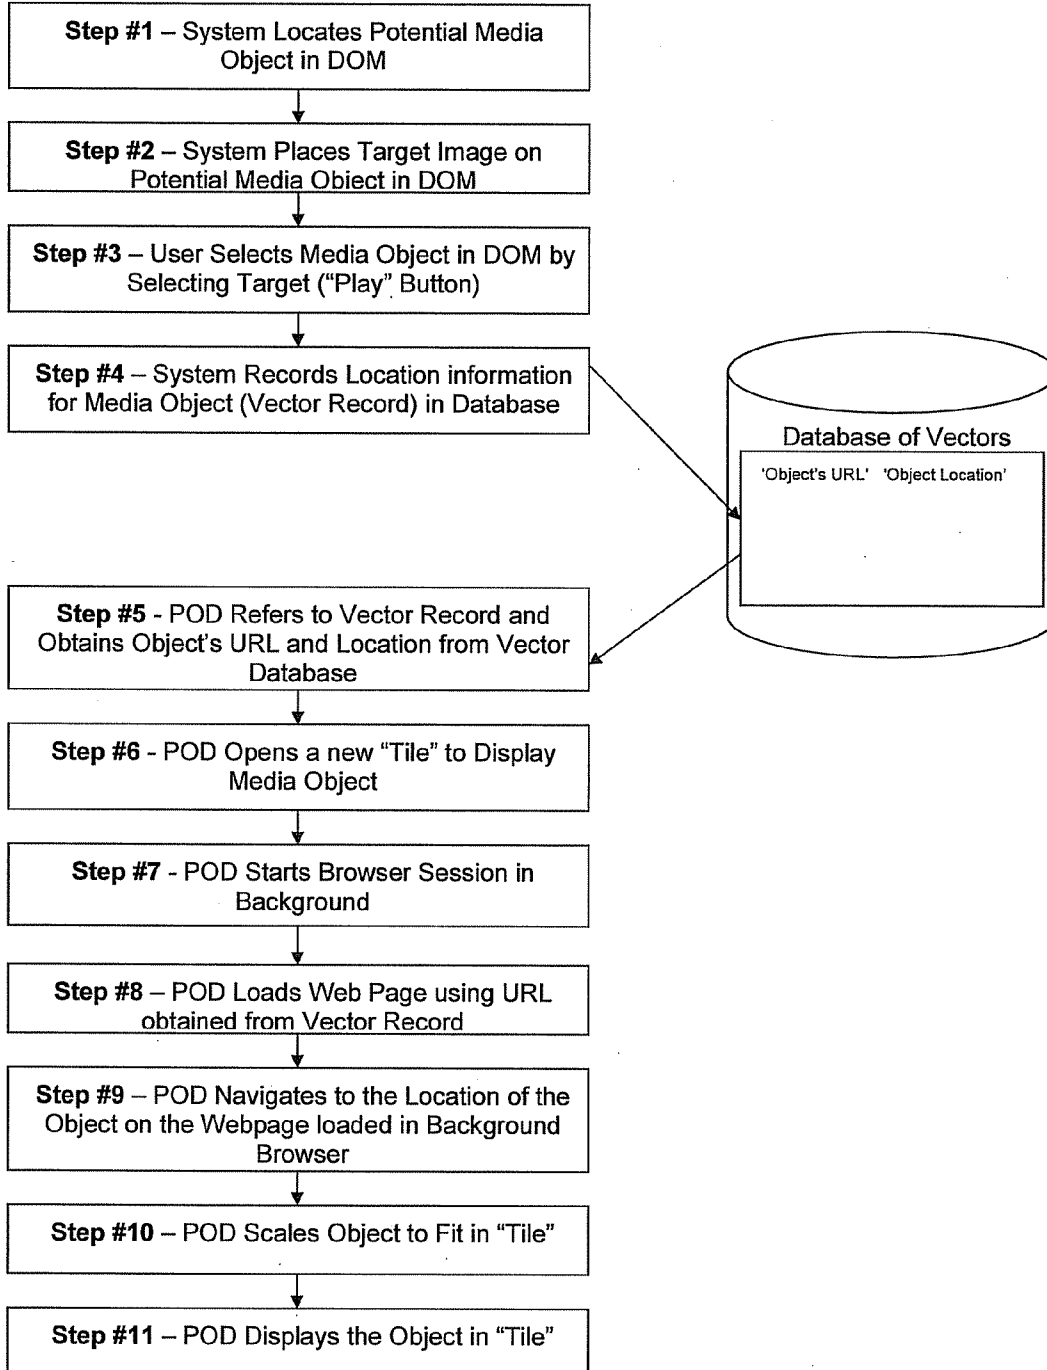 Step #1 – System Locates Potential Media
Object in DOM
Step #2 – System Places Target Image on
Potential Media Object in DOM
Step #3 – User Selects Media Object in DOM by
Selecting Target (“Play” Button)
Step #4 – System Records Location information
for Media Object (Vector Record) in Database
Database of Vectors
'Object's URL' 'Object Location'
Step #5 - POD Refers to Vector Record and
Obtains Object’s URL and Location from Vector
Database
Step #6 - POD Opens a new “Tile” to Display
Media Object
Step #7 - POD Starts Browser Session in
Background
Step #8 – POD Loads Web Page using URL
obtained from Vector Record
Step #9 – POD Navigates to the Location of the
Object on the Webpage loaded in Background
Browser
Step #10 – POD Scales Object to Fit in “Tile”
Step #11 – POD Displays the Object in “Tile”